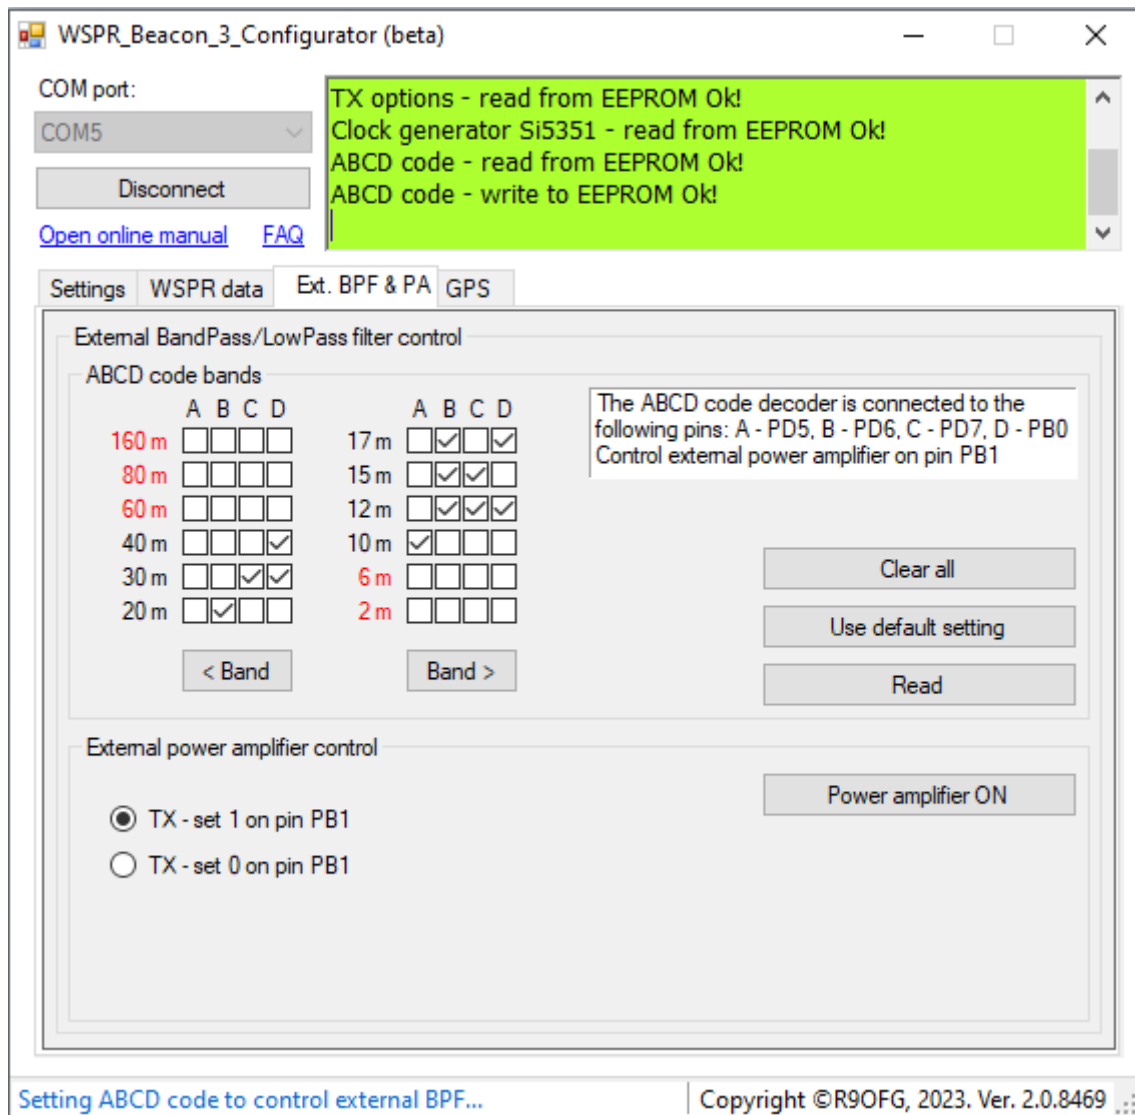 WSPR_Beacon_3_Configurator (beta)
COM port:
COM5
Disconnect
Open online manual FAQ
TX options - read from EEPROM Ok!
Clock generator Si5351 - read from EEPROM Ok!
ABCD code - read from EEPROM Ok!
ABCD code - write to EEPROM Ok!
Settings WSPR data Ext. BPF & PA GPS
External BandPass/LowPass filter control
ABCD code bands
A B C D
160 m
80 m
60 m
40 m
30 m
20 m
< Band
A B C D
17 m
15 m
12 m
10 m
6 m
2 m
Band >
The ABCD code decoder is connected to the
following pins: A - PD5, B - PD6, C - PD7, D - PB0
Control external power amplifier on pin PB1
Clear all
Use default setting
Read
External power amplifier control
TX - set 1 on pin PB1
TX - set 0 on pin PB1
Power amplifier ON
Setting ABCD code to control external BPF...
Copyright ©R9OFG, 2023. Ver. 2.0.8469